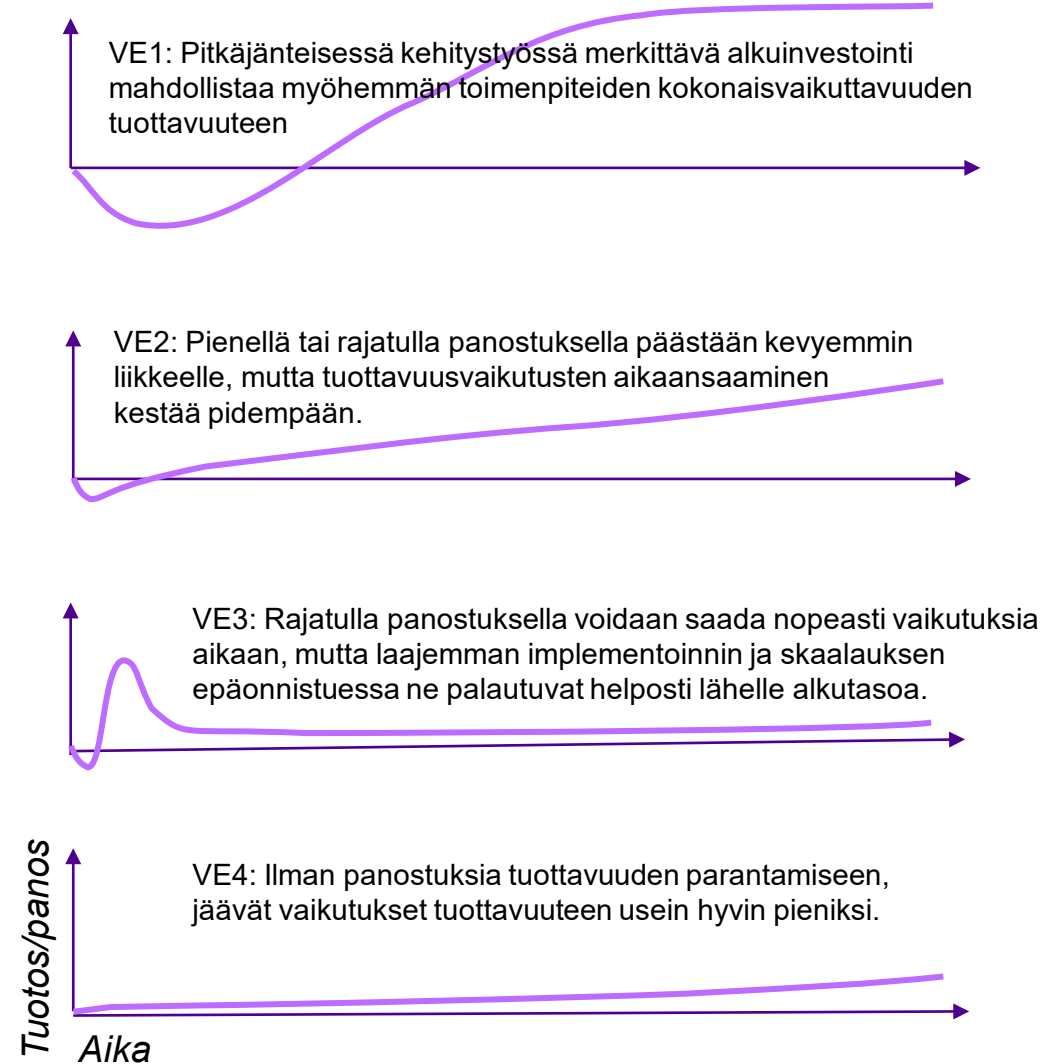 VE1: Pitkäjänteisessä kehitystyössä merkittävä alkuinvestointi
mahdollistaa myöhemmän toimenpiteiden kokonaisvaikuttavuuden
tuottavuuteen
VE2: Pienellä tai rajatulla panostuksella päästään kevyemmin
liikkeelle, mutta tuottavuusvaikutusten aikaansaaminen
kestää pidempään.
VE3: Rajatulla panostuksella voidaan saada nopeasti vaikutuksia
aikaan, mutta laajemman implementoinnin ja skaalauksen
epäonnistuessa ne palautuvat helposti lähelle alkutasoa.
VE4: Ilman panostuksia tuottavuuden parantamiseen,
jäävät vaikutukset tuottavuuteen usein hyvin pieniksi.
Tuotos/panos
Aika